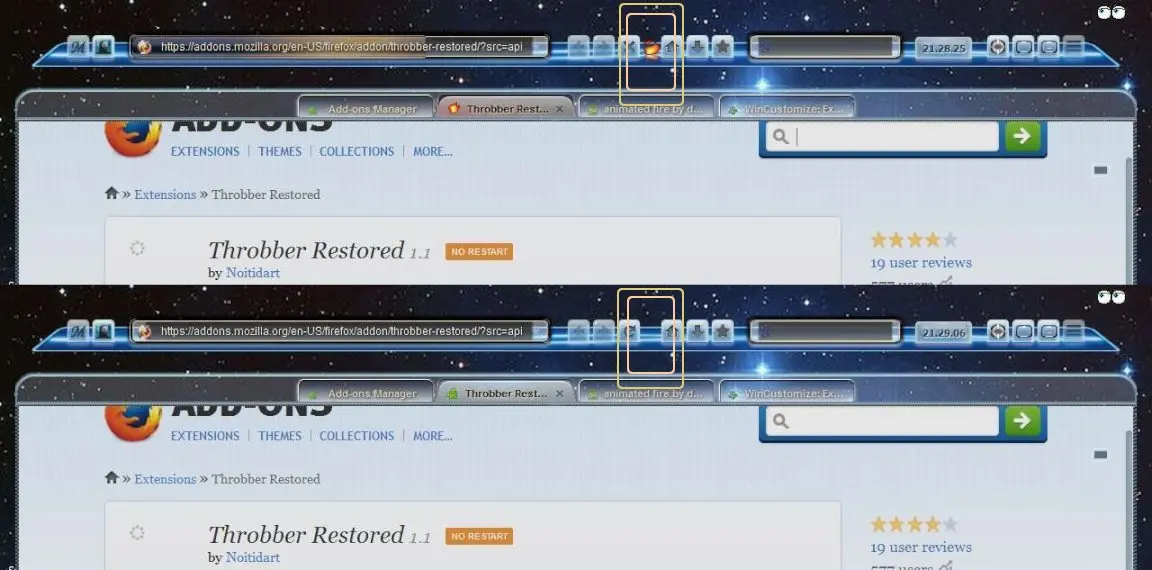 https://addons.mozilla.org/en-US/firefox/addon/throbber-restored/?src=api
21.28.25
Add-ons Manager
Throbber Rest...
animated fire by d...
WinCustomize: Ex...
ADD-ONS
EXTENSIONS | THEMES | COLLECTIONS | MORE...
» Extensions » Throbber Restored
Throbber Restored 1.1 NO RESTART
by Noitidart
19 user reviews
577 users
https://addons.mozilla.org/en-US/firefox/addon/throbber-restored/?src=api
21.29.06
Add-ons Manager
Throbber Rest...
animated fire by d...
WinCustomize: Ex...
ADD-ONS
EXTENSIONS | THEMES | COLLECTIONS | MORE...
» Extensions » Throbber Restored
Throbber Restored 1.1 NO RESTART
by Noitidart
19 user reviews
577 users